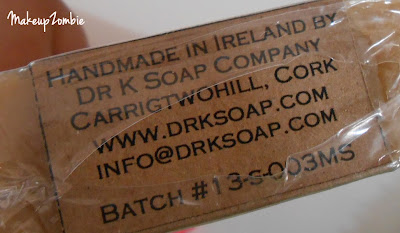 MakeupZombie
Handmade in Ireland by
Dr K Soap Company
Carrigtwohill, Cork
www.drksoap.com
info@drksoap.com
Batch #13-s-003MS